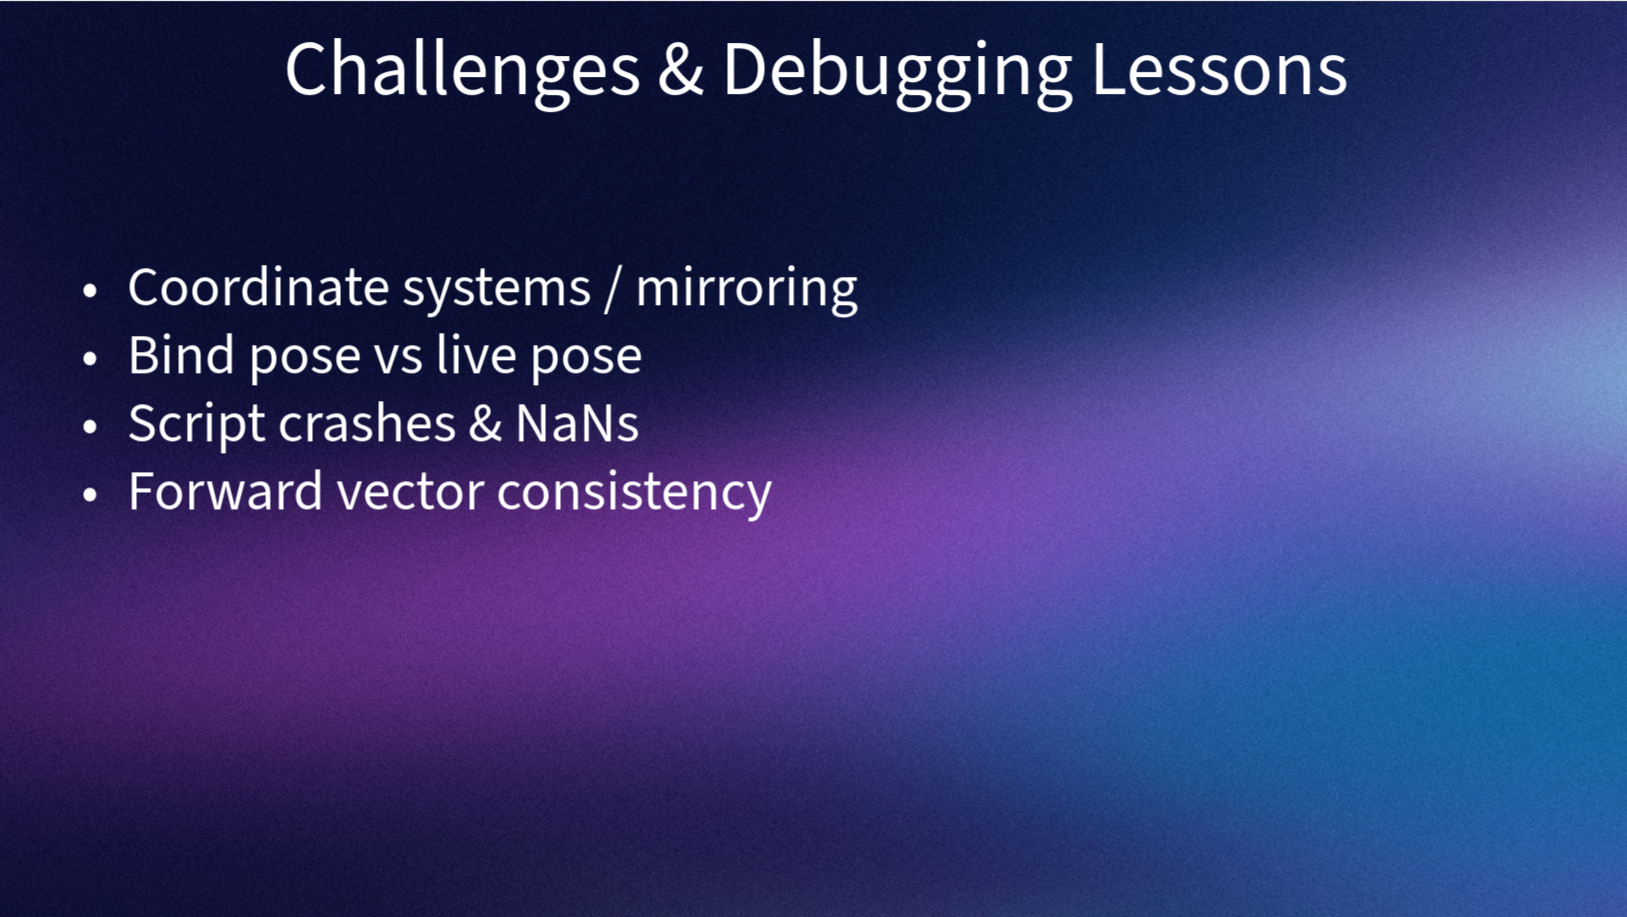 Challenges & Debugging Lessons
• Coordinate systems / mirroring
• Bind pose vs live pose
• Script crashes & NaNs
• Forward vector consistency